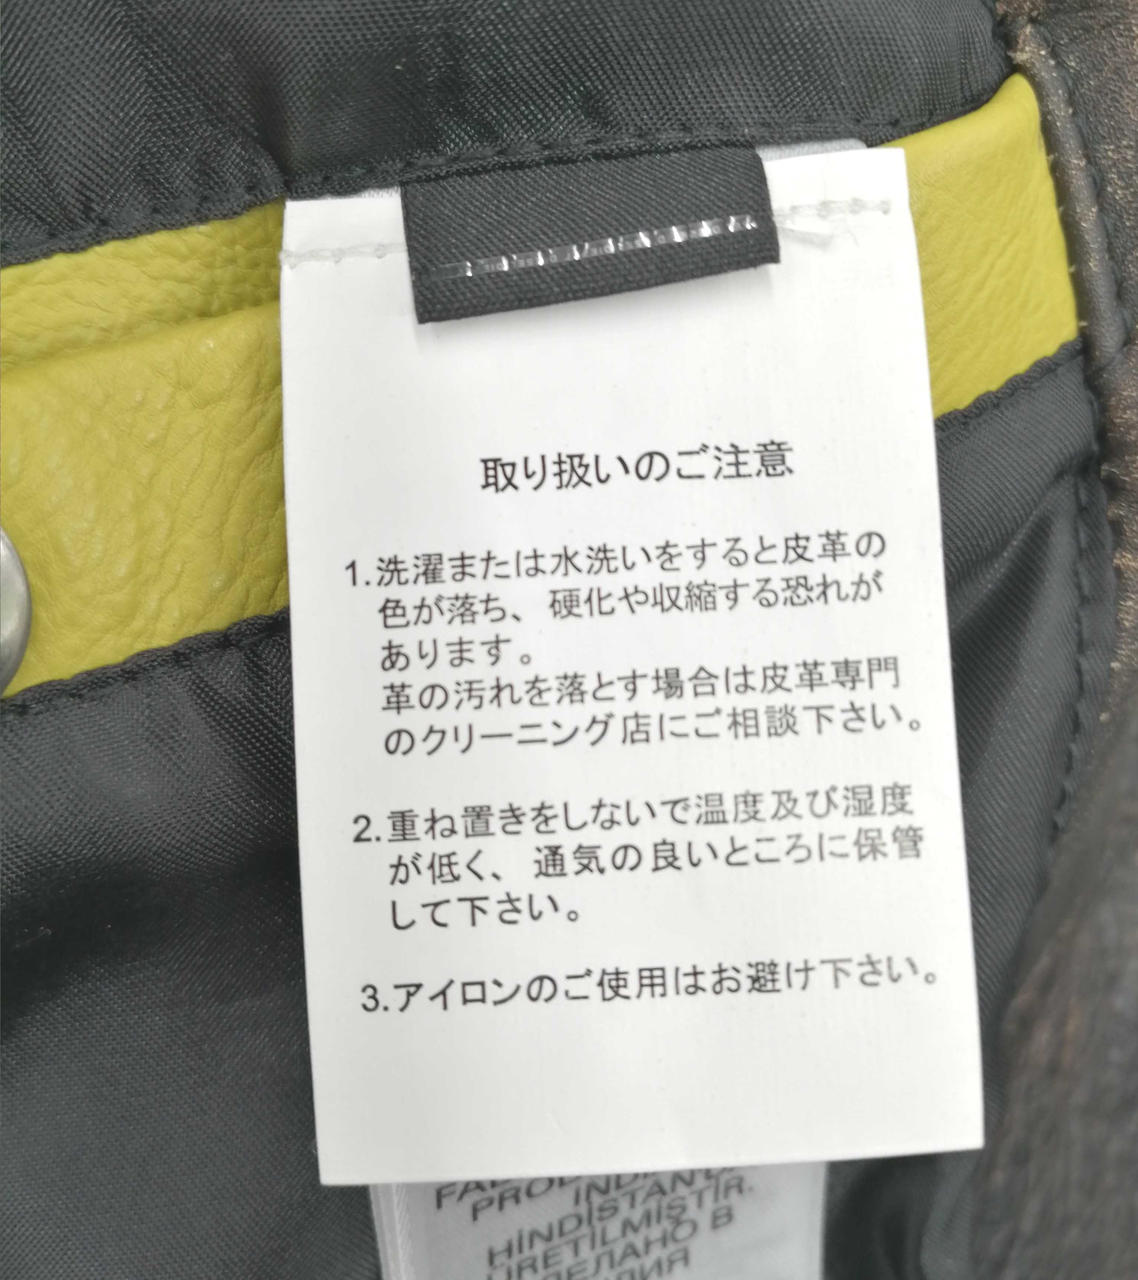 取り扱いのご注意
1.洗濯または水洗いをすると皮革の
色が落ち、硬化や収縮する恐れが
あります。
革の汚れを落とす場合は皮革専門
のクリーニング店にご相談下さい。
2.重ね置きをしないで温度及び湿度
が低く、通気の良いところに保管
して下さい。
3.アイロンのご使用はお避け下さい。
HİNDİSTAN'DA
ÜRETİLMİŞTİR.